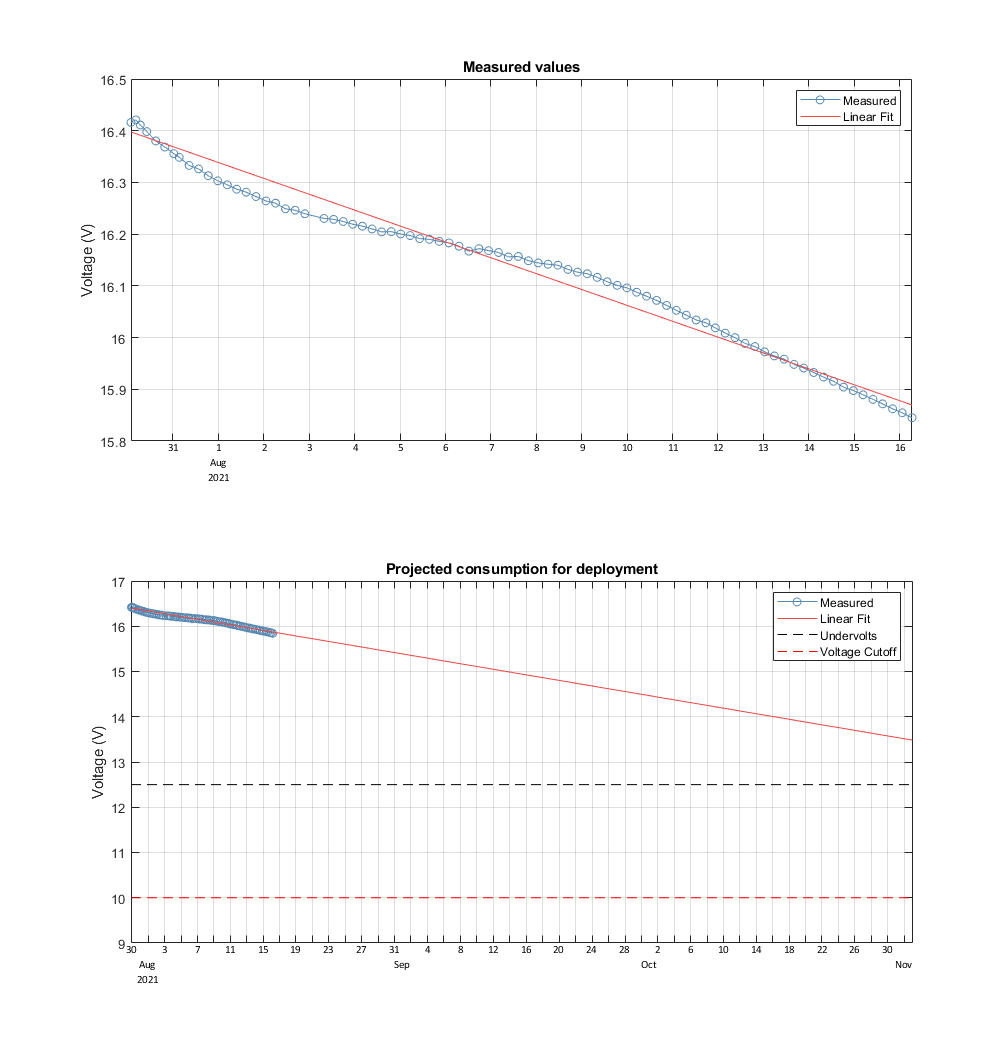 Measured values
16.5
16.4
16.3
16.2
16.1
16
15.9
15.8
Voltage (V)
Measured
Linear Fit
31 1 2 3 4 5 6 7 8 9 10 11 12 13 14 15 16
Aug
2021
Projected consumption for deployment
17
16
15
14
13
12
11
10
9
Voltage (V)
Measured
Linear Fit
Undervolts
Voltage Cutoff
30 3 7 11 15 19 23 27 31 4 8 12 16 20 24 28 2 6 10 14 18 22 26 30
Aug Sep Oct Nov
2021